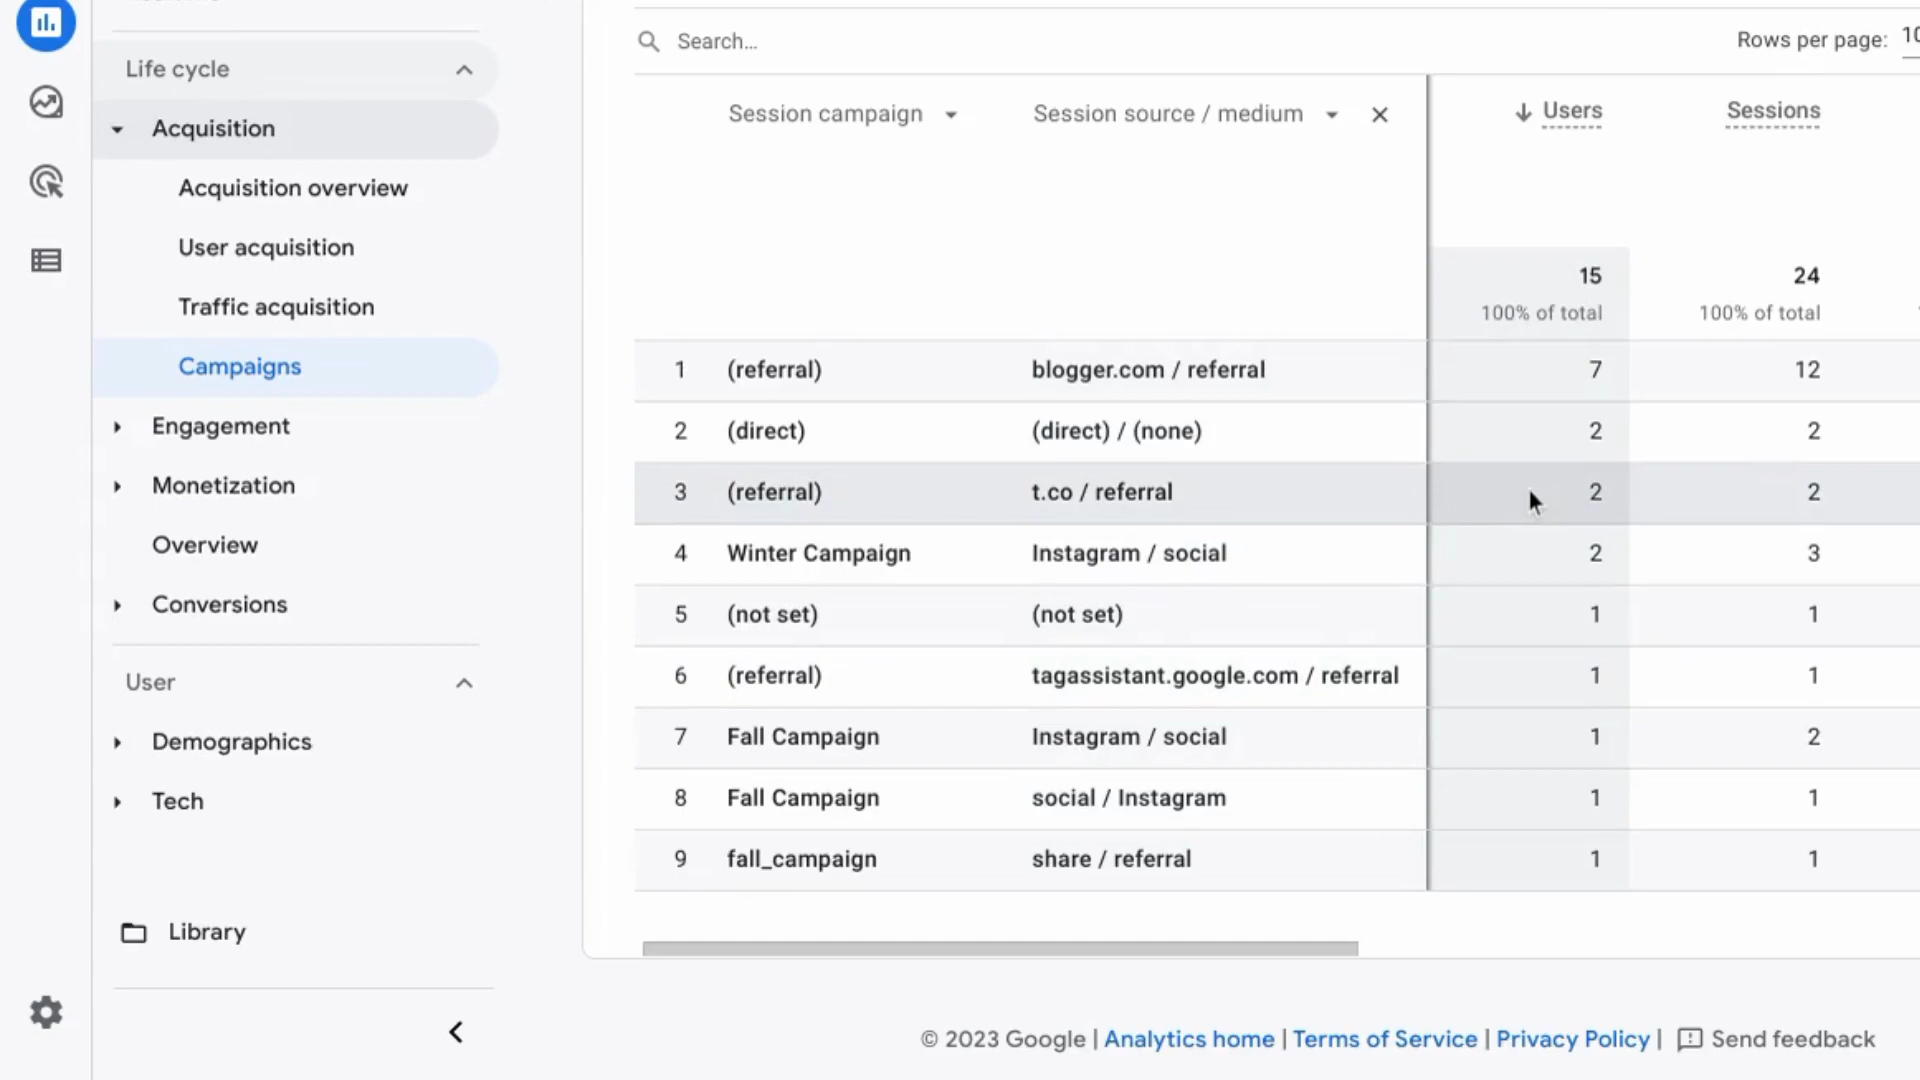 Life cycle
Acquisition
Acquisition overview
User acquisition
Traffic acquisition
Campaigns
Engagement
Monetization
Overview
Conversions
User
Demographics
Tech
Library
Search...
Rows per page: 10
Session campaign Session source / medium Users Sessions
15 24
100% of total 100% of total
1 (referral) blogger.com / referral 7 12
2 (direct) (direct) / (none) 2 2
3 (referral) t.co / referral 2 2
4 Winter Campaign Instagram / social 2 3
5 (not set) (not set) 1 1
6 (referral) tagassistant.google.com / referral 1 1
7 Fall Campaign Instagram / social 1 2
8 Fall Campaign social / Instagram 1 1
9 fall_campaign share / referral 1 1
© 2023 Google | Analytics home | Terms of Service | Privacy Policy | Send feedback